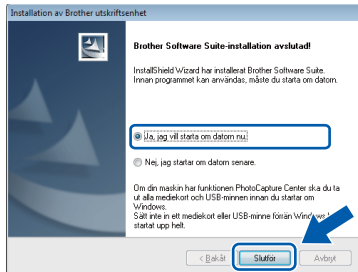 Installation av Brother utskriftsenhet
Brother Software Suite-installation avslutad!
InstallShield Wizard har installerat Brother Software Suite.
Innan programmet kan användas, måste du starta om datorn.
Ja, jag vill starta om datorn nu.
Nej, jag startar om datorn senare.
Om din maskin har funktionen PhotoCapture Center ska du ta
ut alla mediekort och USB-minnen innan du startar om
Windows.
Sätt inte in ett mediekort eller USB-minne förrän Windows
startat upp helt.
< Bakåt
Slutför
Avbryt